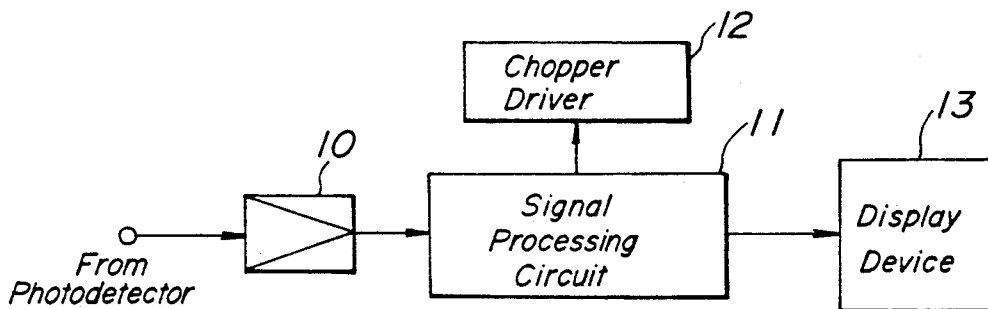 12
Chopper
Driver
10
11
13
Signal
Processing
Circuit
Display
Device
From
Photodetector